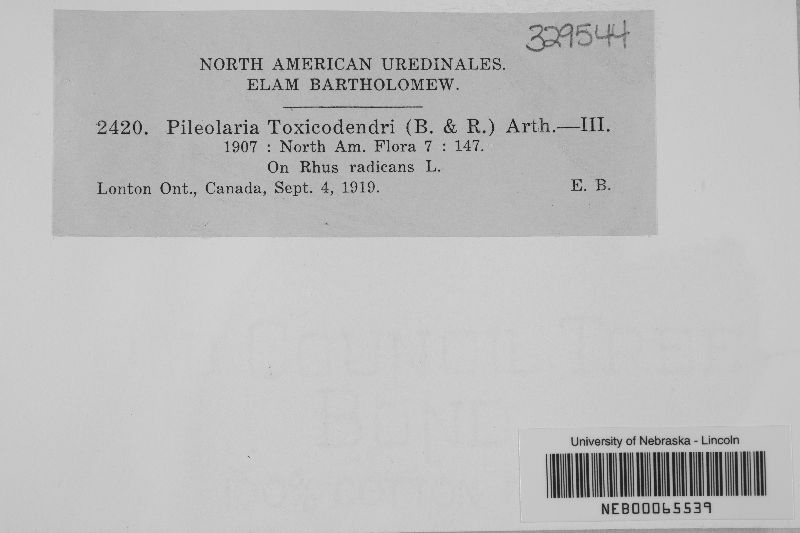 329544
NORTH AMERICAN UREDINALES.
ELAM BARTHOLOMEW.
2420. Pileolaria Toxicodendri (B. & R.) Arth.—III.
1907 : North Am. Flora 7 : 147.
On Rhus radicans L.
Lonton Ont., Canada, Sept. 4, 1919. E. B.
University of Nebraska - Lincoln
NEB00065539